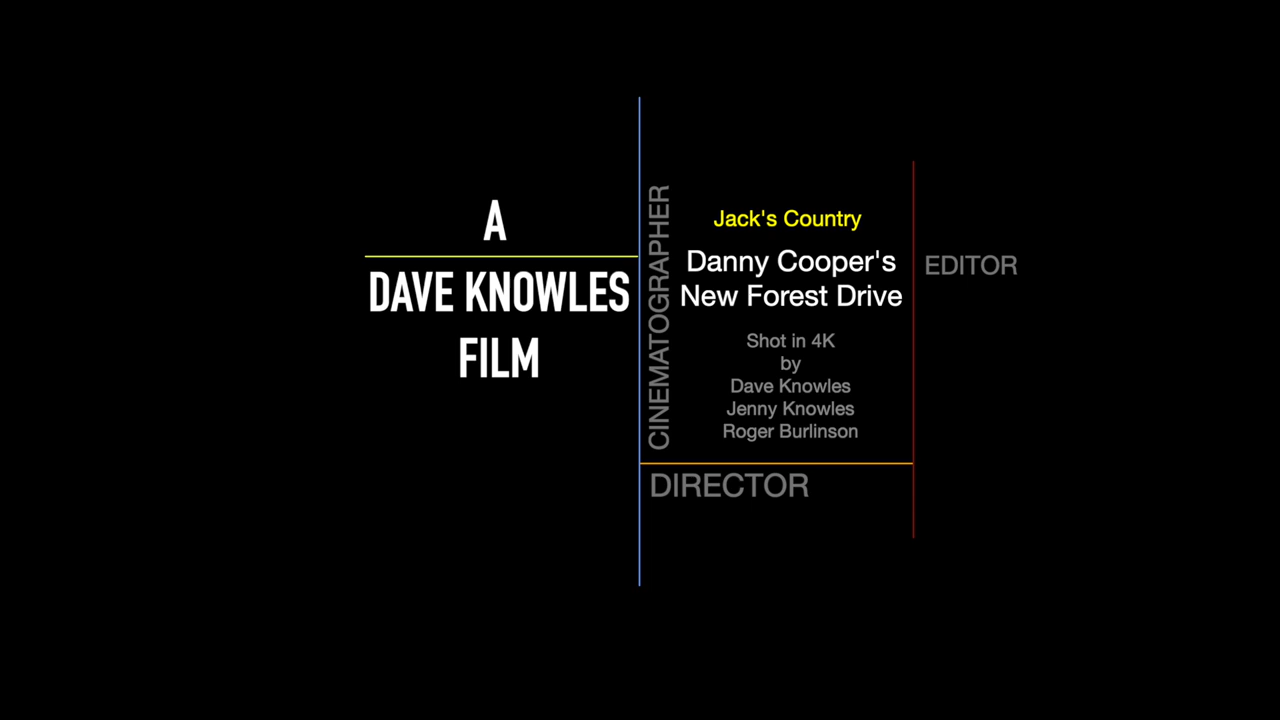 A
DAVE KNOWLES
FILM
CINEMATOGRAPHER
Jack's Country
Danny Cooper's
New Forest Drive
Shot in 4K
by
Dave Knowles
Jenny Knowles
Roger Burlinson
DIRECTOR
EDITOR